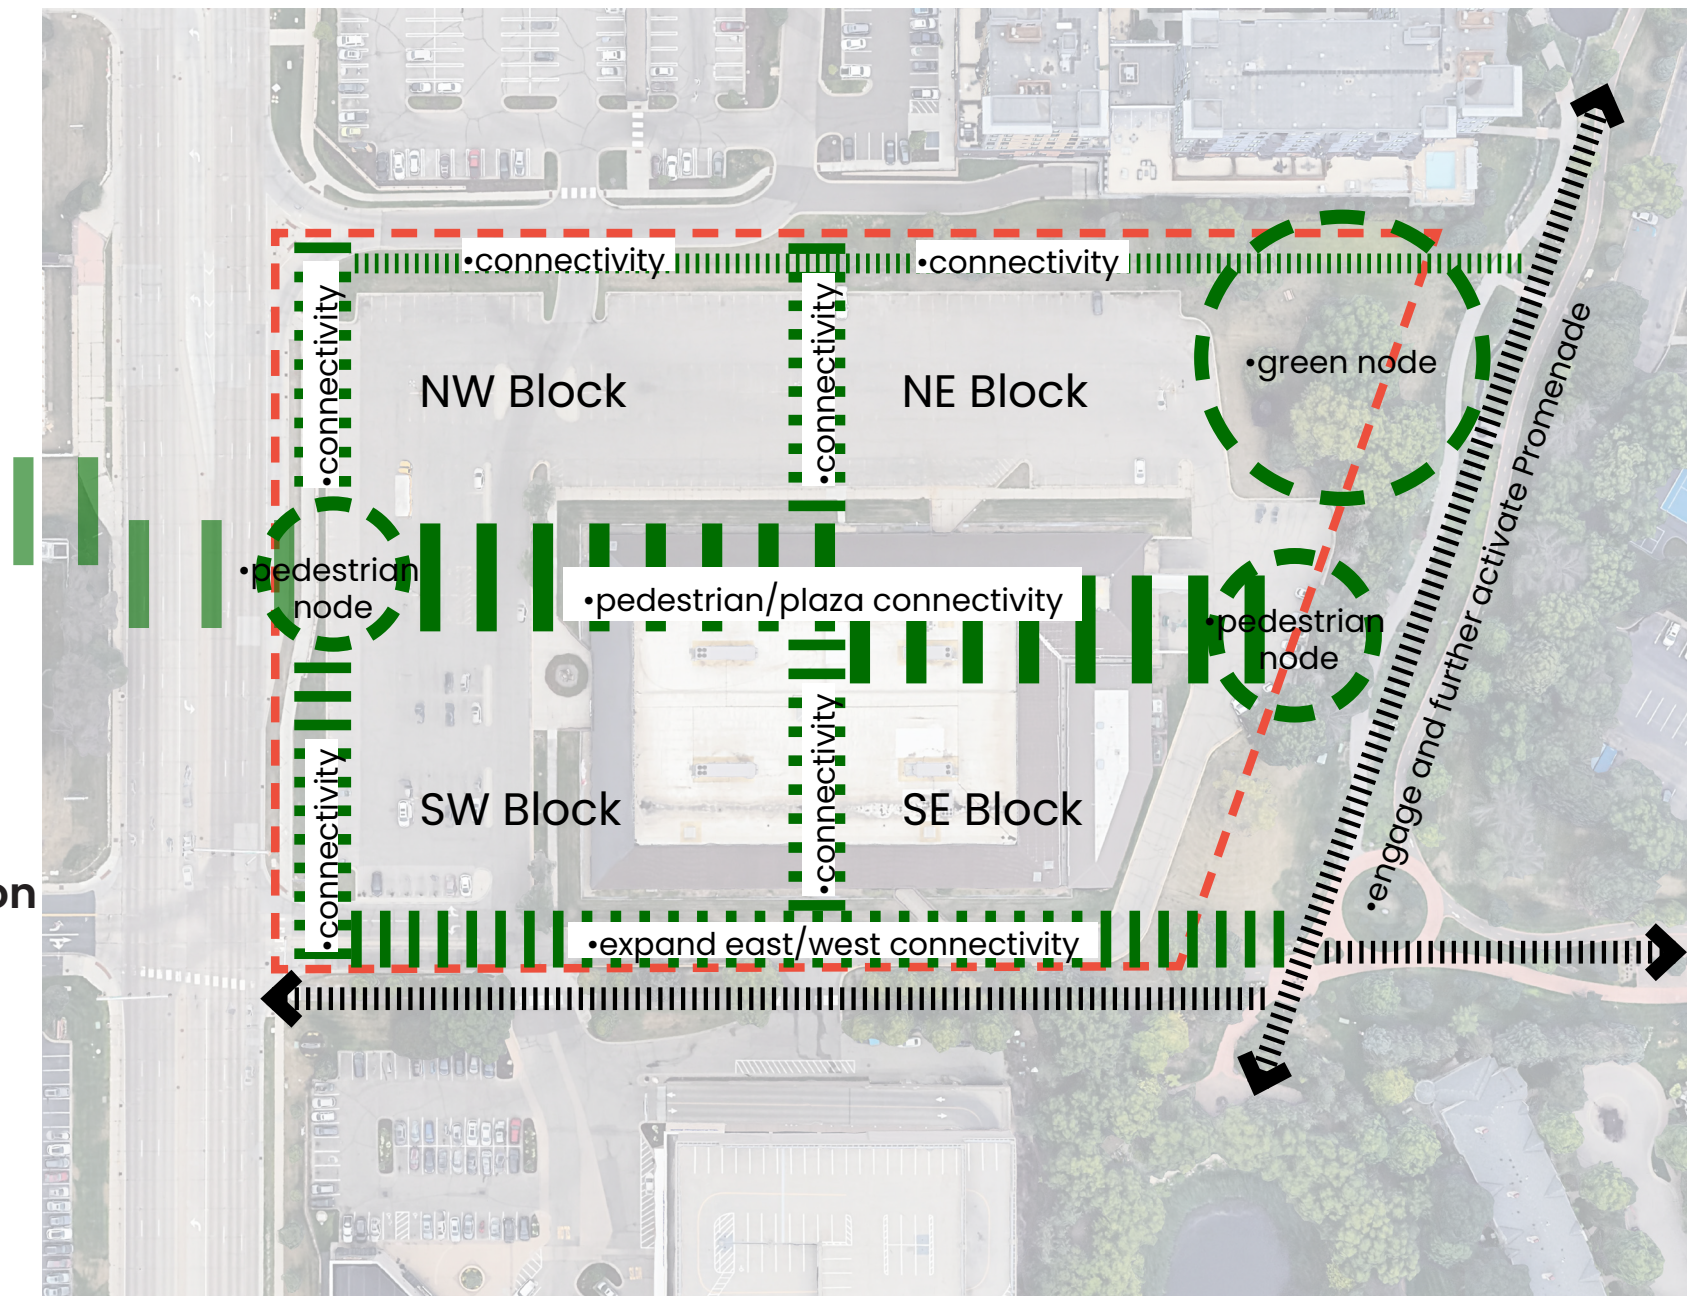 •connectivity
•connectivity
•connectivity
•connectivity
NW Block
NE Block
•green node
•engage and further activate Promenade
•pedestrian
node
•pedestrian/plaza connectivity
•pedestrian
node
•connectivity
•connectivity
SW Block
SE Block
on
•expand east/west connectivity